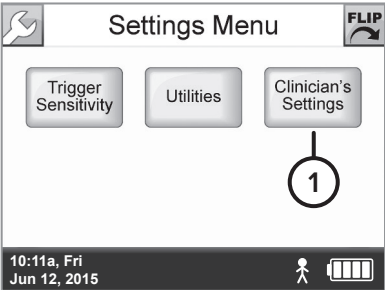 Settings Menu
FLIP
Trigger
Sensitivity
Utilities
Clinician's
Settings
1
10:11a, Fri
Jun 12, 2015